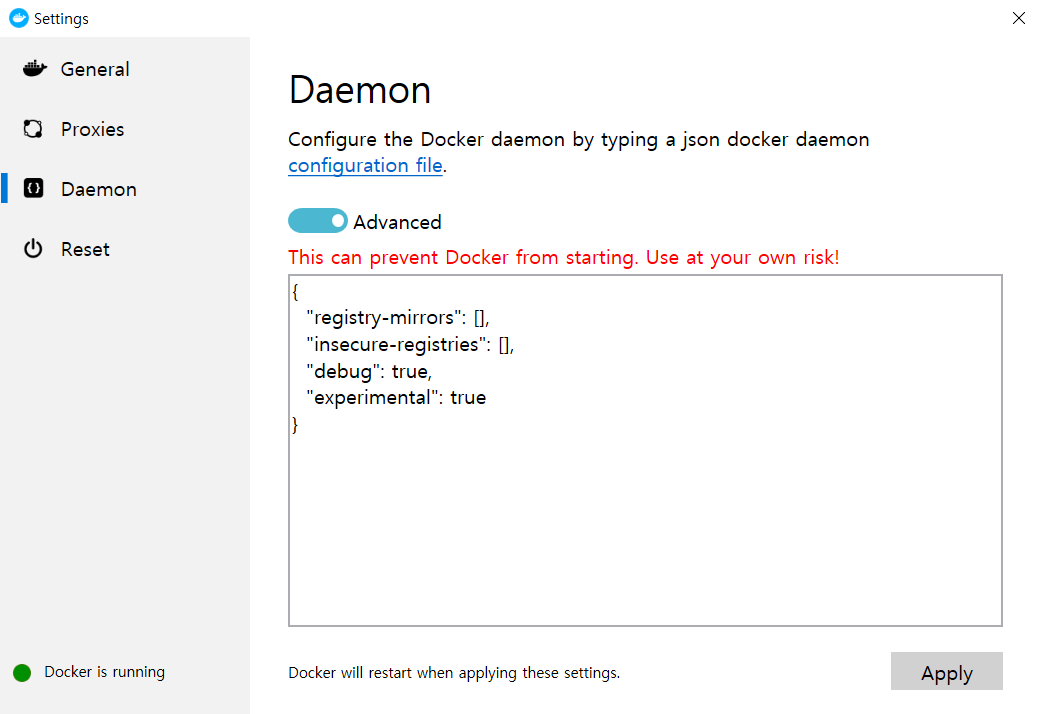 Settings
General
Proxies
Daemon
Reset
Docker is running
Daemon
Configure the Docker daemon by typing a json docker daemon
configuration file.
Advanced
This can prevent Docker from starting. Use at your own risk!
{
"registry-mirrors": [],
"insecure-registries": [],
"debug": true,
"experimental": true
}
Docker will restart when applying these settings.
Apply